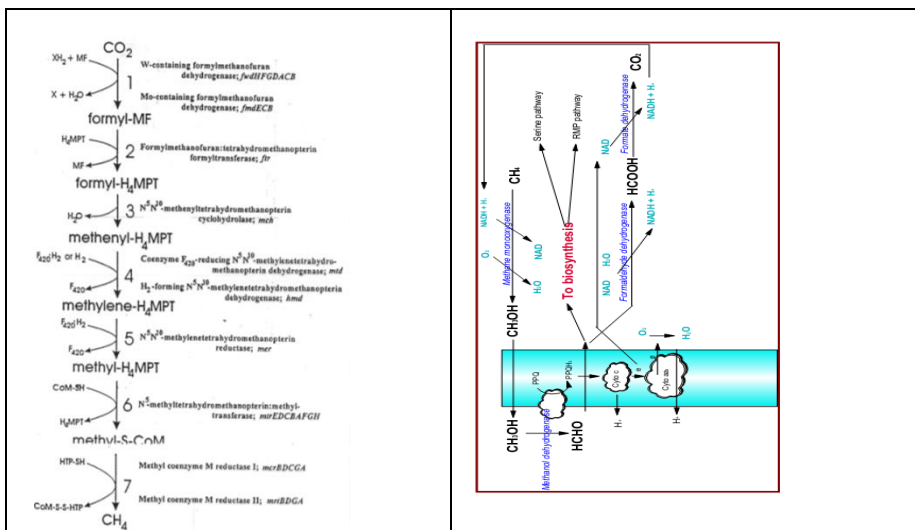 CO2
XH2 + MF
W-containing formylmethanofuran
dehydrogenase; fwdHFGDACB
1
X + H2O
Mo-containing formylmethanofuran
dehydrogenase; fmdECB
formyl-MF
H4MPT
2
Formylmethanofuran:tetrahydromethanopterin
formyltransferase; ftr
MF
formyl-H4MPT
3
N5N10-methenyltetrahydromethanopterin
cyclohydrolase; mch
H2O
methenyl-H4MPT
F420H2 or H2
Coenzyme F420-reducing N5N10-methylenetetrahydro-
methanopterin dehydrogenase; mtd
4
F420
H2-forming N5N10-methylenetetrahydromethanopterin
dehydrogenase; hmd
methylene-H4MPT
F420H2
5
N5N10-methylenetetrahydromethanopterin
reductase; mer
F420
methyl-H4MPT
CoM-SH
6
N5-methyltetrahydromethanopterin:methyl-
transferase; mtrEDCBAFGH
H4MPT
methyl-S-CoM
HTP-SH
Methyl coenzyme M reductase I; mcrBDCGA
7
CoM-S-S-HTP
Methyl coenzyme M reductase II; mrtBDGA
CH4
CH4
NADH + H+
O2
Methane monooxygenase
NAD
H2O
CH3OH
CH3OH
Methanol dehydrogenase
HCHO
PPQ
PPQH2
Cyto c
e
Cyto aa
e
H+
H+
O2
H2O
To biosynthesis
Serine pathway
RMP pathway
NAD
H2O
Formaldehyde dehydrogenase
NADH + H+
HCOOH
NAD
Formate dehydrogenase
NADH + H+
CO2